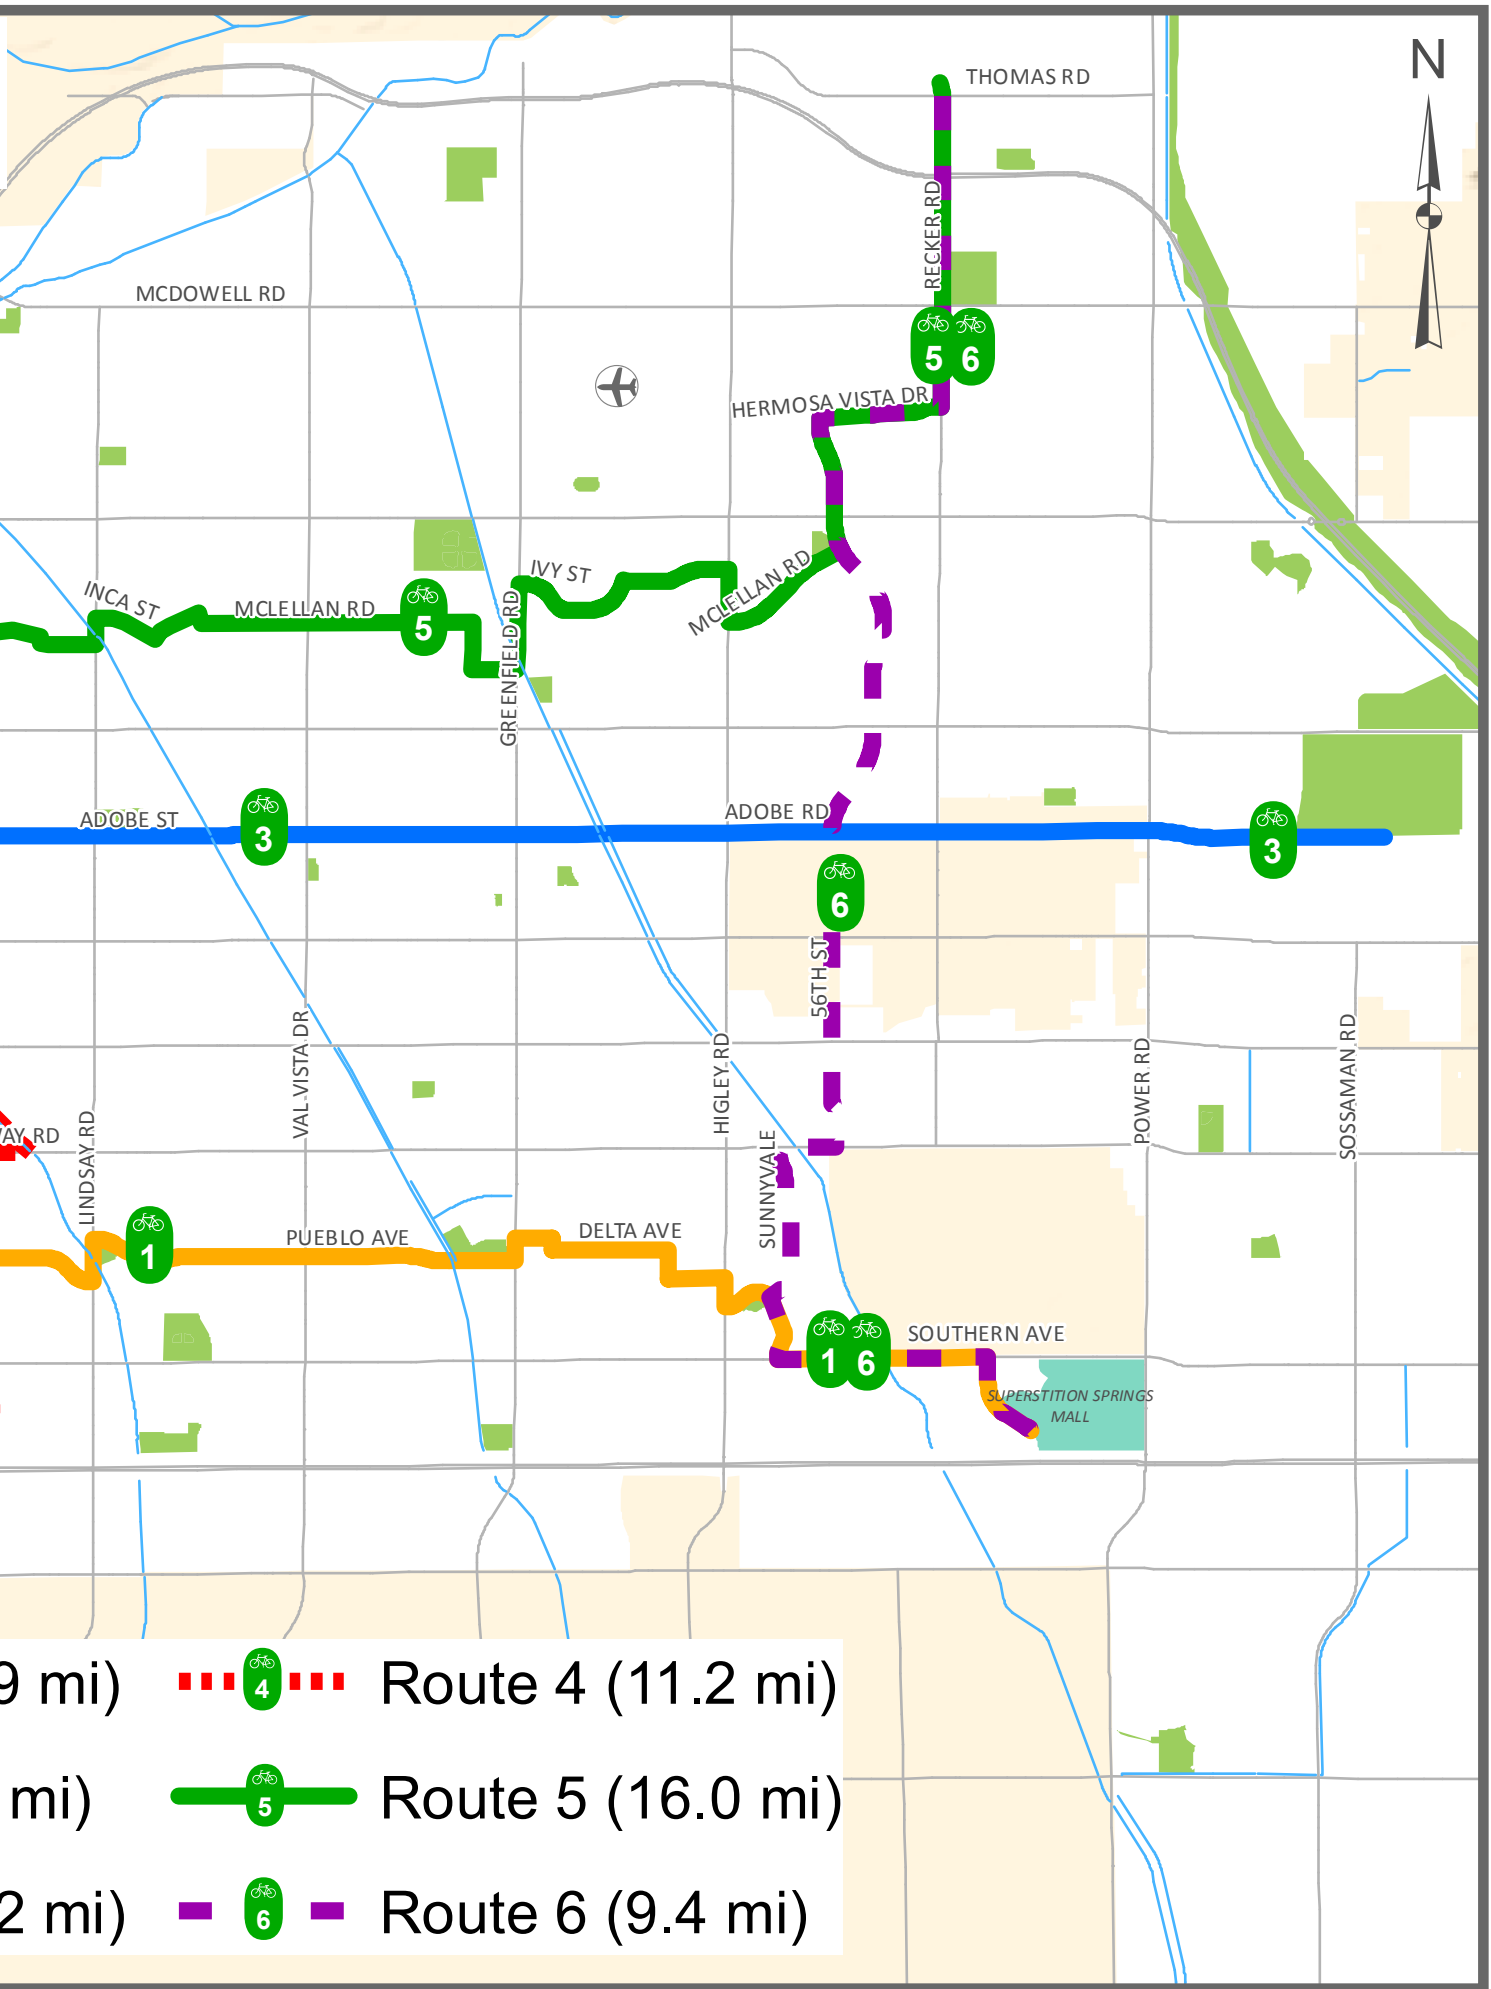 N
THOMAS RD
RECKER RD
MCDOWELL RD
5 6
HERMOSA VISTA DR
IVY ST
MCLELLAN RD
INCA ST
MCLELLAN RD
5
GREENFIELD RD
ADOBE ST
3
ADOBE RD
3
6
56TH ST
VAL VISTA DR
HIGLEY RD
POWER RD
SOSSAMAN RD
WAY RD
LINDSAY RD
SUNNYVALE
1
PUEBLO AVE
DELTA AVE
1 6
SOUTHERN AVE
SUPERSTITION SPRINGS
MALL
9 mi) 4 Route 4 (11.2 mi)
mi) 5 Route 5 (16.0 mi)
2 mi) 6 Route 6 (9.4 mi)